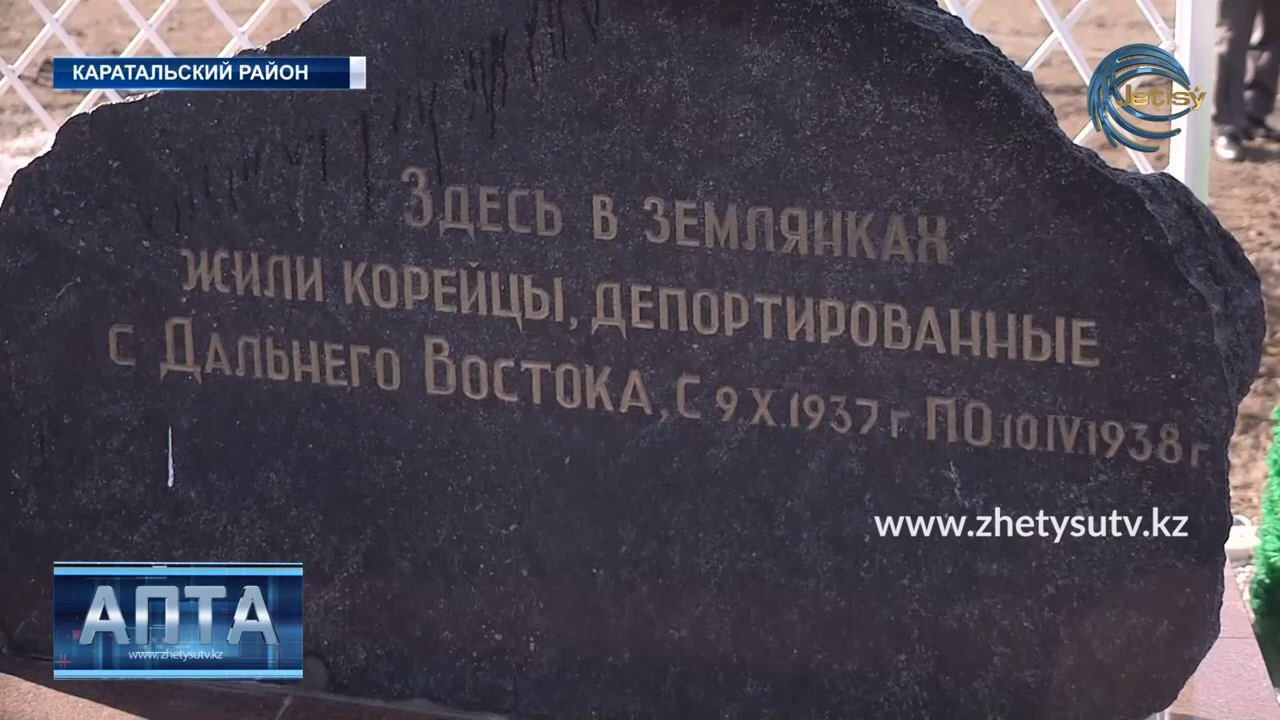 КАРАТАЛЬСКИЙ РАЙОН
Jetisý
Здесь в землянках
жили корейцы, депортированные
с Дальнего Востока, с 9.X.1937 г. ПО 10.IV.1938 г.
www.zhetysutv.kz
АПТА
www.zhetysutv.kz